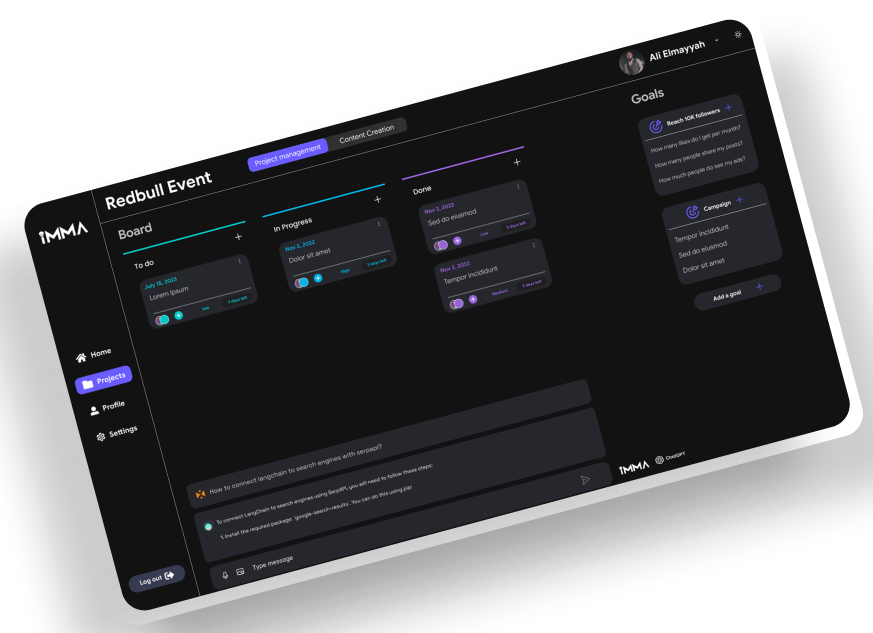 iMMA
Home
Projects
Profile
Settings
Log out
Redbull Event
Project management
Content Creation
Ali Elmayyah
Board
To do
July 10, 2023
Lorem Ipsum
2 days left
In Progress
Nov 2, 2022
Dolor sit amet
High
2 days left
Done
Nov 2, 2022
Sed do eiusmod
Low
2 days left
Nov 2, 2022
Tempor incididunt
Medium
2 days left
Goals
Reach 10K followers
How many likes do I get per month?
How many people share my posts?
How much people do see my ads?
Campaign
Tempor incididunt
Sed do eiusmod
Dolor sit amet
Add a goal
How to connect langchain to search engines with serpapi?
To connect LangChain to search engines using SerpAPI, you will need to follow these steps:
1. Install the required package: `google-search-results`. You can do this using pip:
Type message
iMMA
ChatGPT